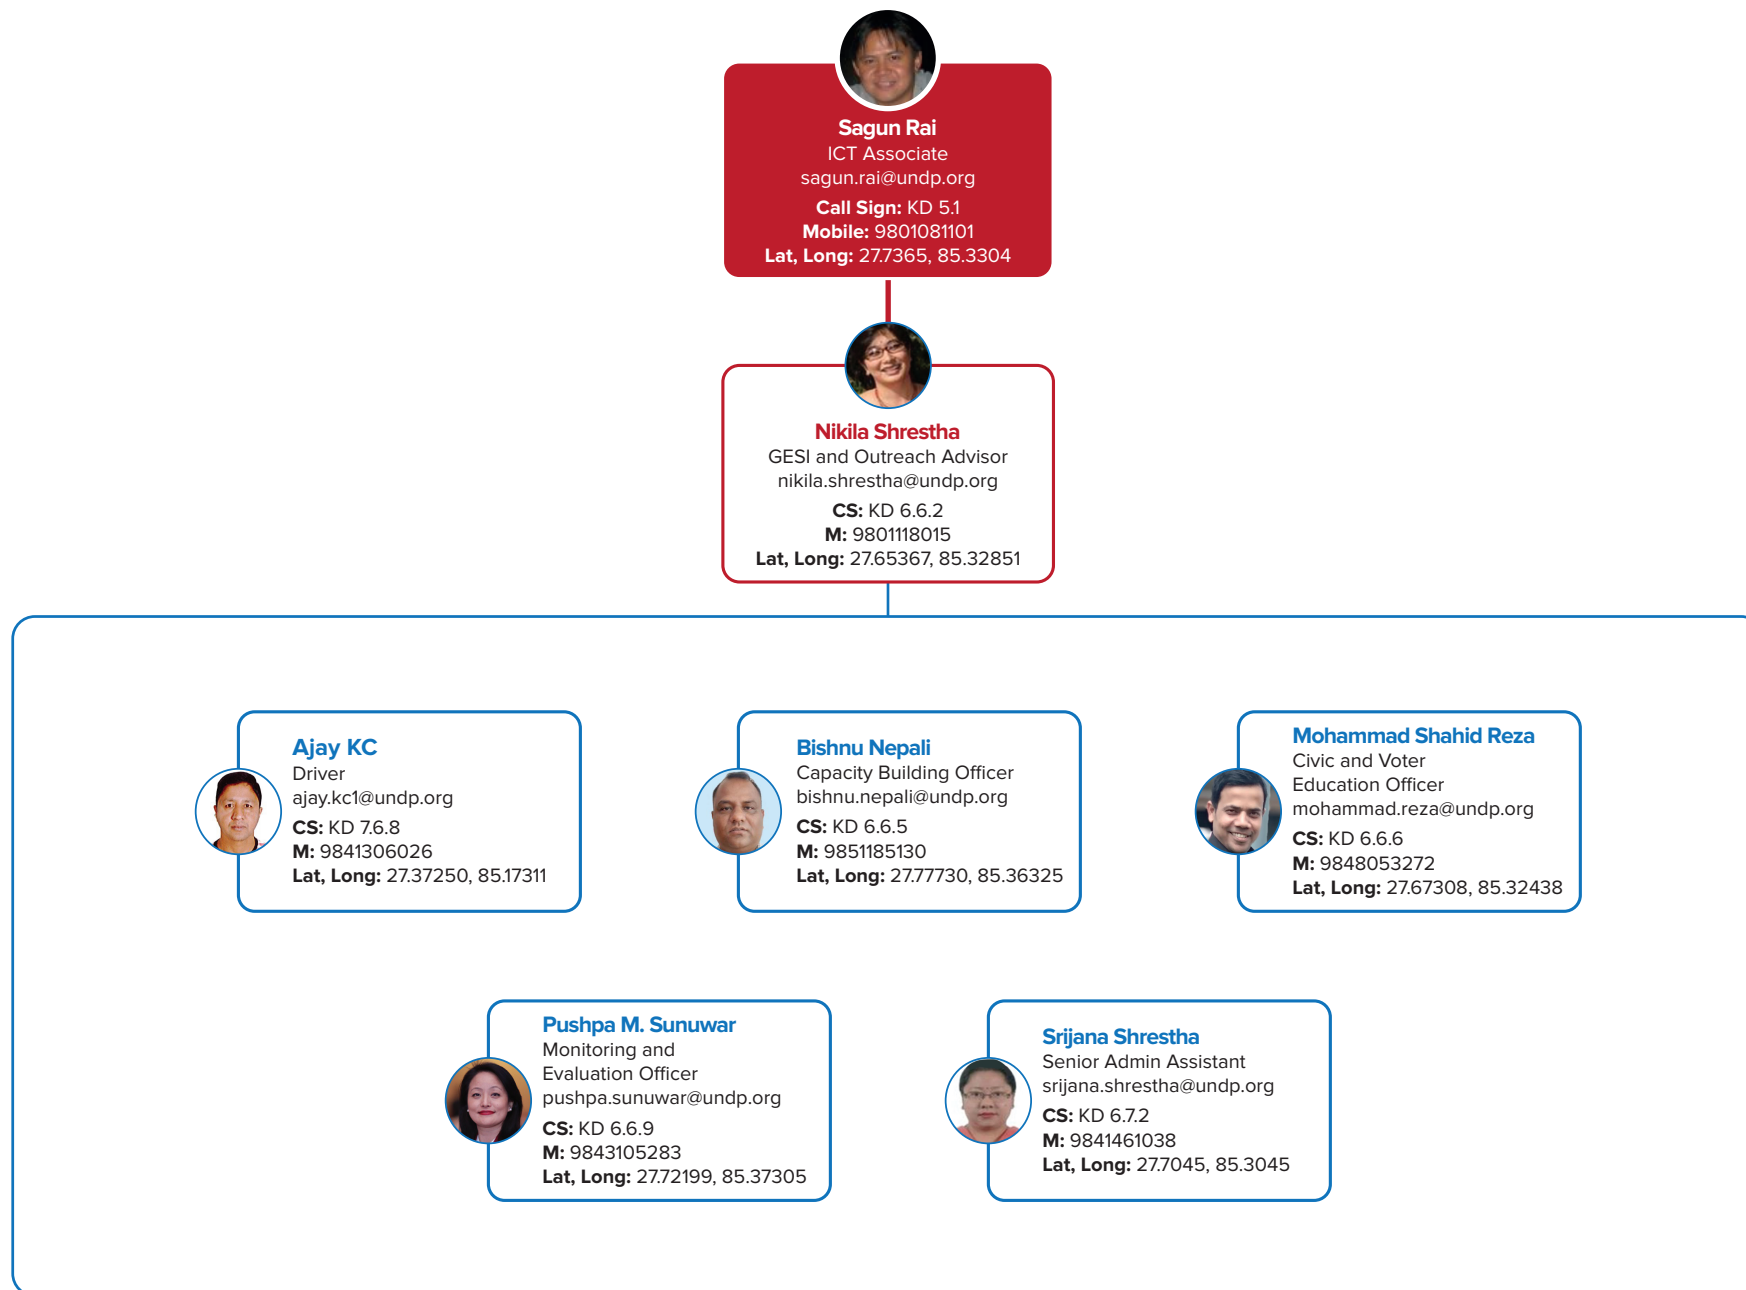 Sagun Rai
ICT Associate
sagun.rai@undp.org
Call Sign: KD 5.1
Mobile: 9801081101
Lat, Long: 27.7365, 85.3304
Nikila Shrestha
GESI and Outreach Advisor
nikila.shrestha@undp.org
CS: KD 6.6.2
M: 9801118015
Lat, Long: 27.65367, 85.32851
Ajay KC
Driver
ajay.kc1@undp.org
CS: KD 7.6.8
M: 9841306026
Lat, Long: 27.37250, 85.17311
Bishnu Nepali
Capacity Building Officer
bishnu.nepali@undp.org
CS: KD 6.6.5
M: 9851185130
Lat, Long: 27.77730, 85.36325
Mohammad Shahid Reza
Civic and Voter
Education Officer
mohammad.reza@undp.org
CS: KD 6.6.6
M: 9848053272
Lat, Long: 27.67308, 85.32438
Pushpa M. Sunuwar
Monitoring and
Evaluation Officer
pushpa.sunuwar@undp.org
CS: KD 6.6.9
M: 9843105283
Lat, Long: 27.72199, 85.37305
Srijana Shrestha
Senior Admin Assistant
srijana.shrestha@undp.org
CS: KD 6.7.2
M: 9841461038
Lat, Long: 27.7045, 85.3045